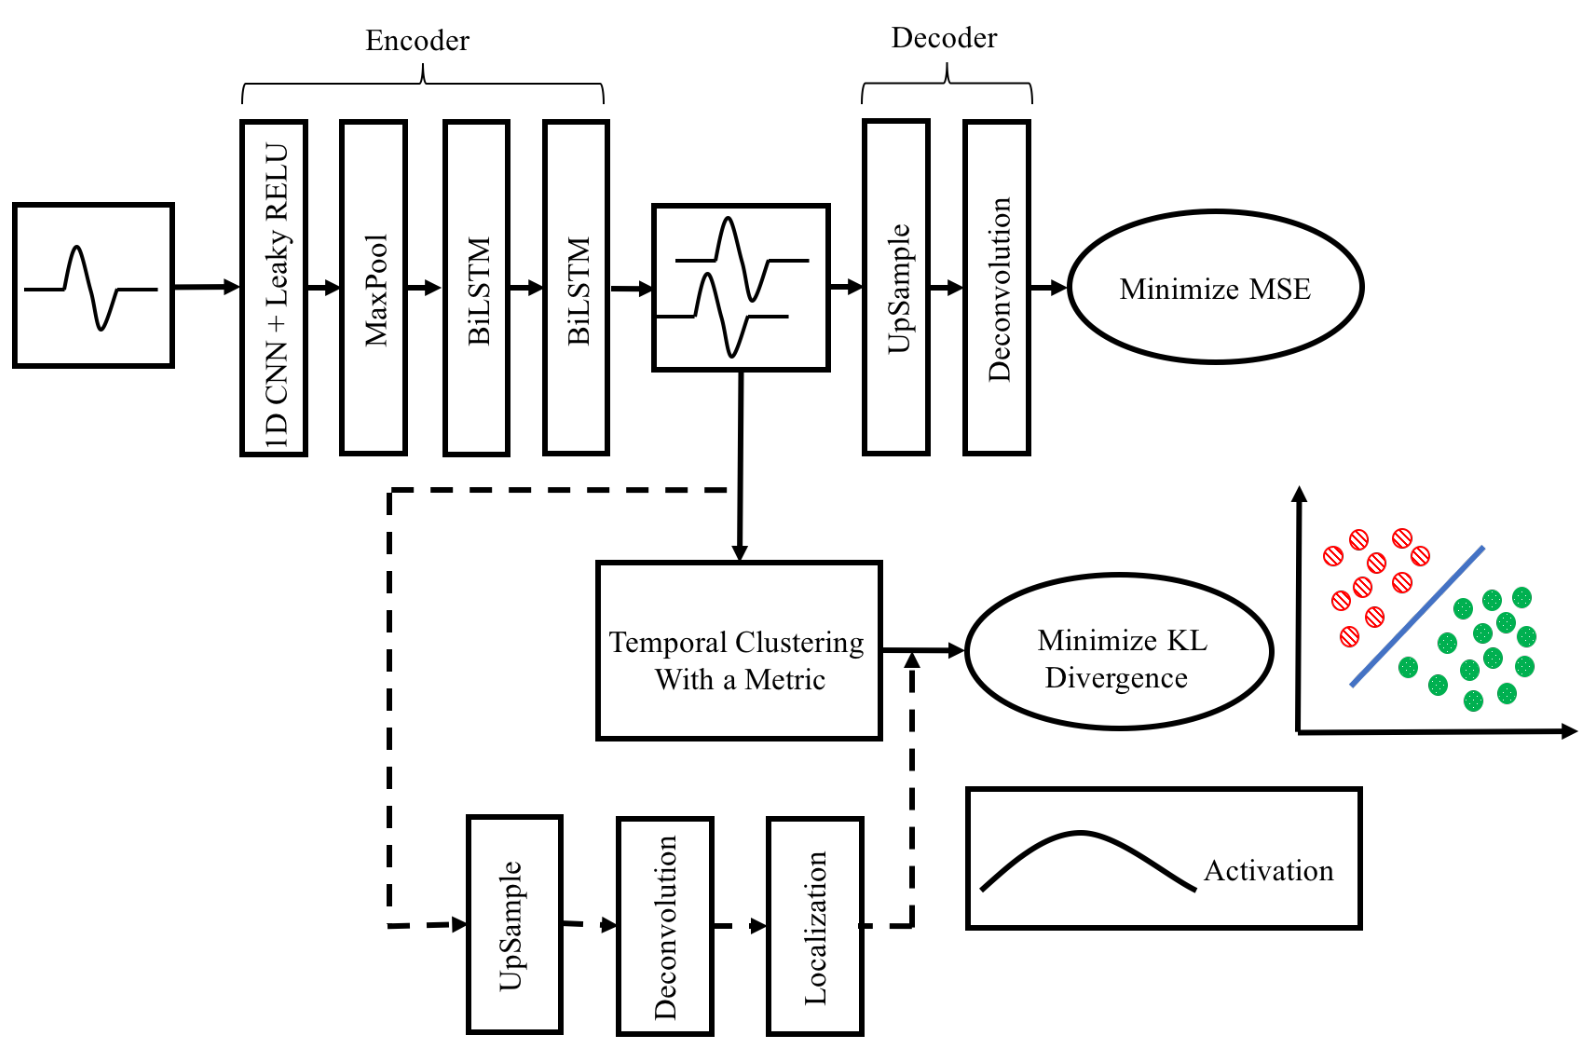 Encoder
Decoder
1D CNN + Leaky RELU
MaxPool
BiLSTM
BiLSTM
UpSample
Deconvolution
Minimize MSE
Temporal Clustering
With a Metric
Minimize KL
Divergence
UpSample
Deconvolution
Localization
Activation